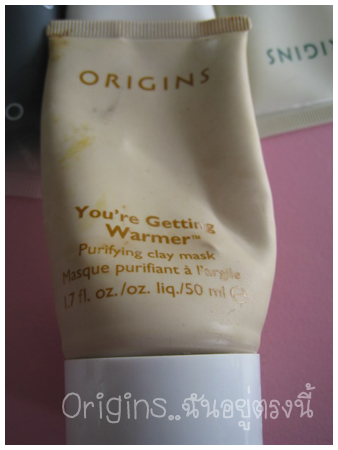 ORIGINS
ORIGINS
You're Getting
Warmer™
Purifying clay mask
Masque purifiant à l'argile
1.7 fl. oz./oz. liq./50 ml e
Origins..ฉันอยู่ตรงนี้